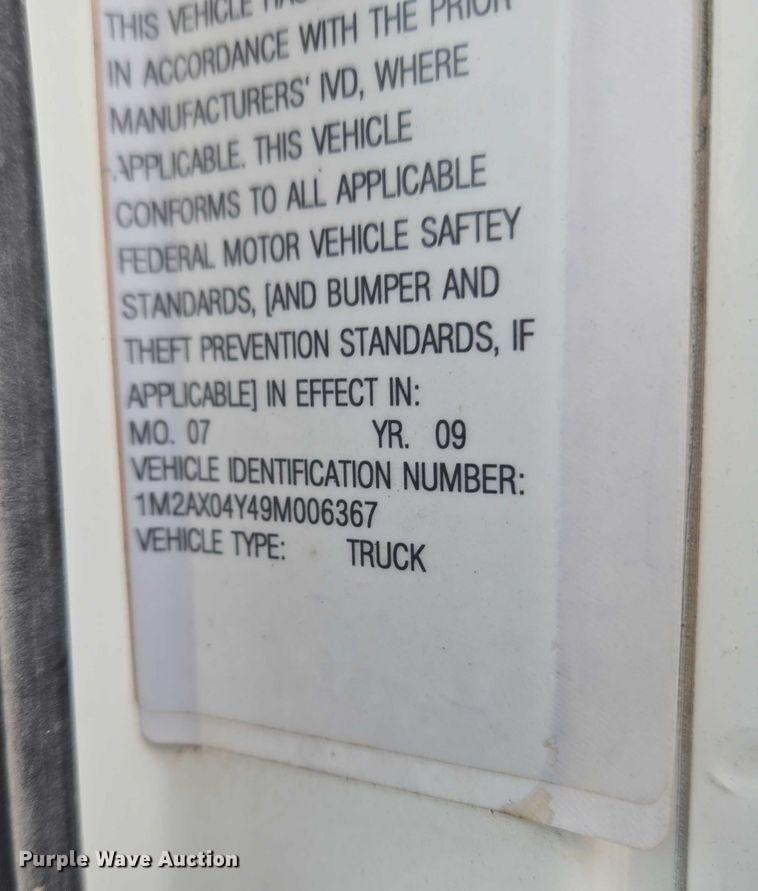 THIS VEHICLE HAS
IN ACCORDANCE WITH THE PRIOR
MANUFACTURERS' IVD, WHERE
APPLICABLE. THIS VEHICLE
CONFORMS TO ALL APPLICABLE
FEDERAL MOTOR VEHICLE SAFTEY
STANDARDS, [AND BUMPER AND
THEFT PREVENTION STANDARDS, IF
APPLICABLE] IN EFFECT IN:
MO. 07 YR. 09
VEHICLE IDENTIFICATION NUMBER:
1M2AX04Y49M006367
VEHICLE TYPE: TRUCK
Purple Wave Auction